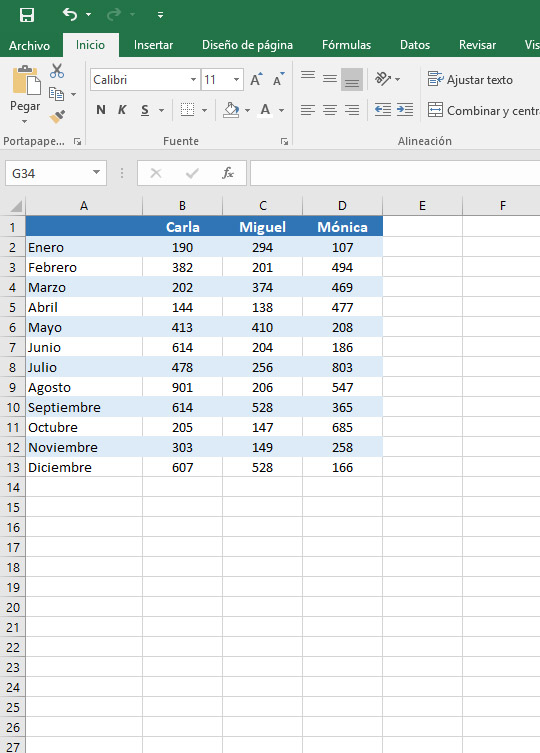 Archivo Inicio Insertar Diseño de página Fórmulas Datos Revisar Vis
Pegar
Calibri 11 A A Ajustar texto
N K S A Combinar y centr
Portapape... Fuente Alineación
G34 fx
A B C D E F
1 Carla Miguel Mónica
2 Enero 190 294 107
3 Febrero 382 201 494
4 Marzo 202 374 469
5 Abril 144 138 477
6 Mayo 413 410 208
7 Junio 614 204 186
8 Julio 478 256 803
9 Agosto 901 206 547
10 Septiembre 614 528 365
11 Octubre 205 147 685
12 Noviembre 303 149 258
13 Diciembre 607 528 166
14
15
16
17
18
19
20
21
22
23
24
25
26
27